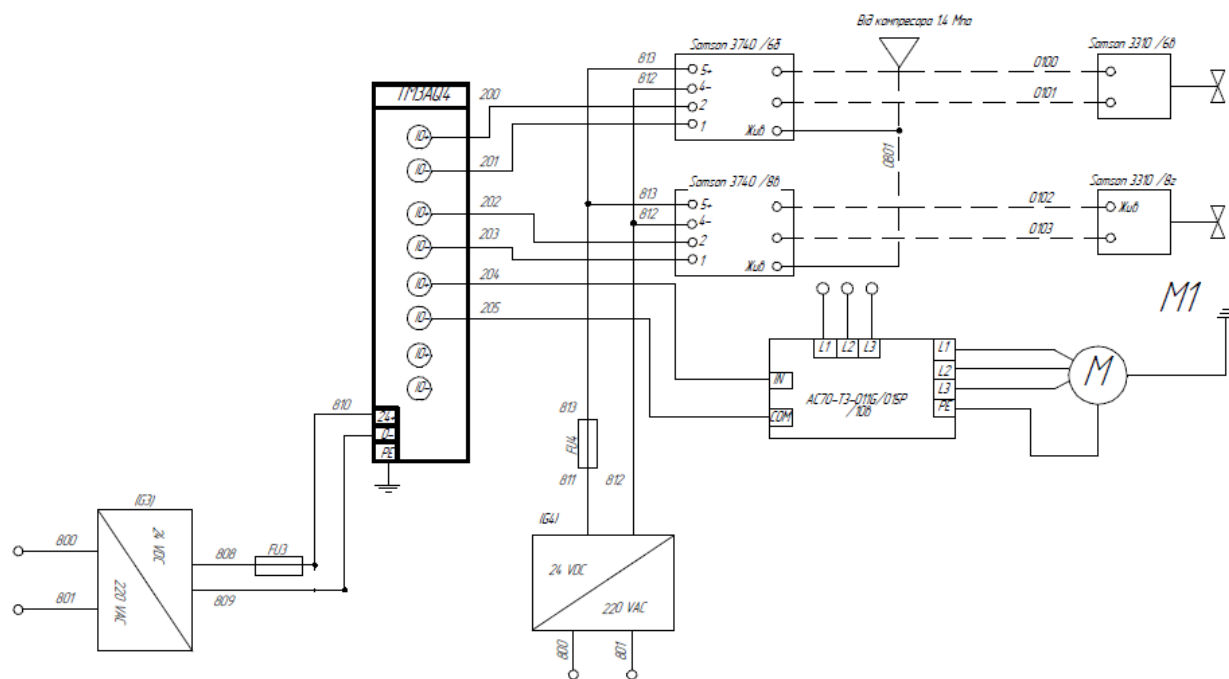 Від компресора 1.4 Мпа
Samson 3740 /6б
813
812
5+
4-
2
1
Жив
0100
0101
0801
Samson 3310 /6в
TM3AQ4
200
201
202
203
204
205
IO+
IO-
IO+
IO-
IO+
IO-
IO+
IO-
810
24+
0-
PE
Samson 3740 /8б
813
812
5+
4-
2
1
Жив
0102
0103
Samson 3310 /8г
Жив
M1
L1
L2
L3
IN
COM
AC70-T3-011G/015P
/10в
L1
L2
L3
PE
M
813
FU4
811
812
(G3)
800
801
24 VDC
220 VAC
808
FU3
809
(G4)
24 VDC
220 VAC
800
801